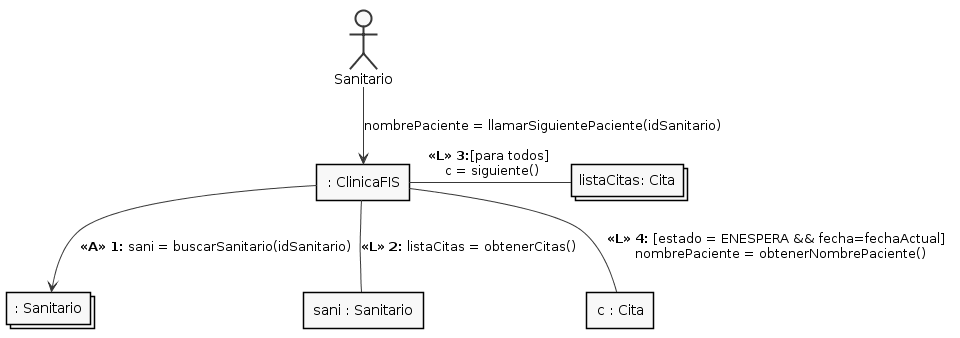 Sanitario
nombrePaciente = llamarSiguientePaciente(idSanitario)
«L» 3:[para todos]
c = siguiente()
: ClinicaFIS
listaCitas: Cita
«A» 1: sani = buscarSanitario(idSanitario)
«L» 2: listaCitas = obtenerCitas()
«L» 4: [estado = ENESPERA && fecha=fechaActual]
nombrePaciente = obtenerNombrePaciente()
: Sanitario
sani : Sanitario
c : Cita